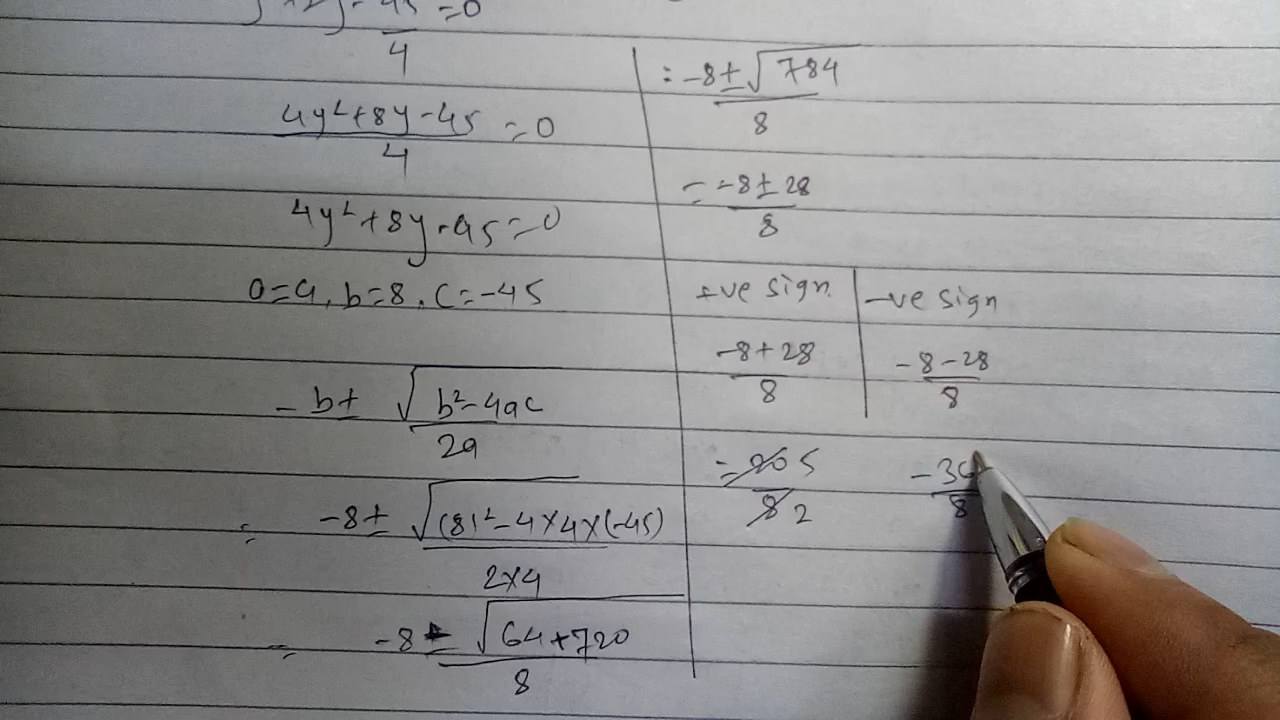 4
4y²+8y-45 =0
4
4y²+8y-45=0
a=4, b=8, c=-45
-b± √b²-4ac
2a
= -8± √(8)²-4×4×(-45)
2×4
= -8± √64+720
8
= -8±√784
8
= -8±28
8
+ve sign. -ve sign
-8+28 -8-28
8 8
= 20 5 -36
8 2 8